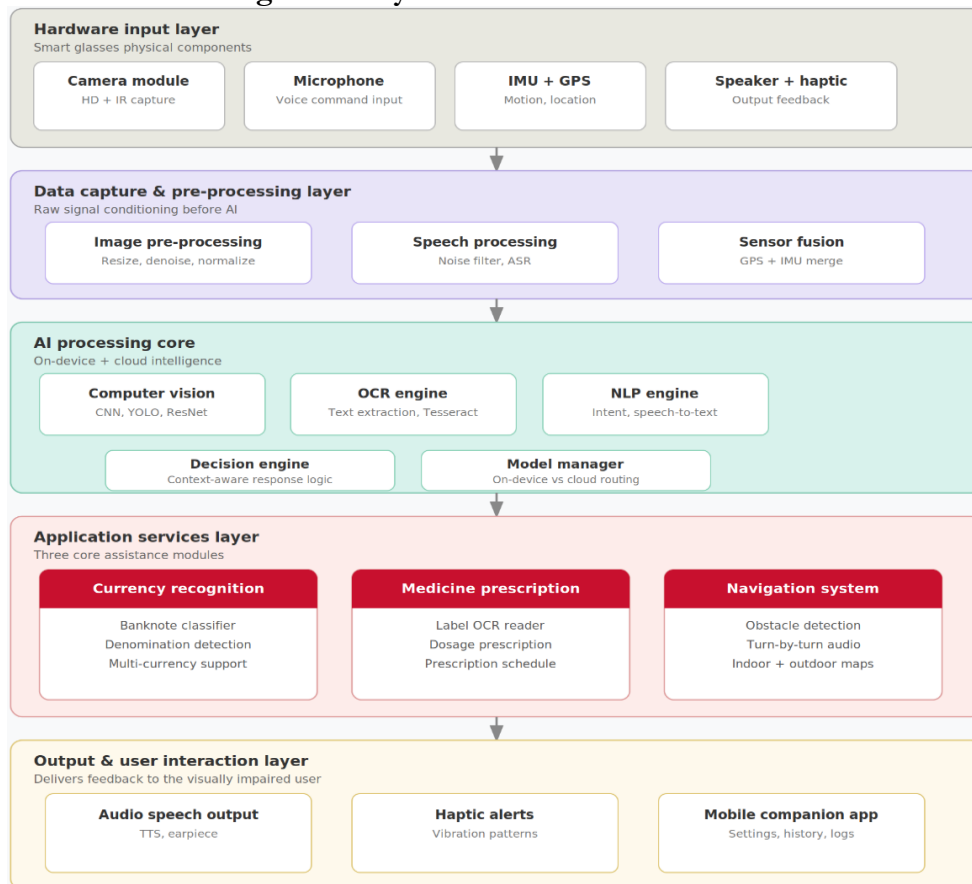 Hardware input layer
Smart glasses physical components
Camera module
HD + IR capture
Microphone
Voice command input
IMU + GPS
Motion, location
Speaker + haptic
Output feedback
Data capture & pre-processing layer
Raw signal conditioning before AI
Image pre-processing
Resize, denoise, normalize
Speech processing
Noise filter, ASR
Sensor fusion
GPS + IMU merge
AI processing core
On-device + cloud intelligence
Computer vision
CNN, YOLO, ResNet
OCR engine
Text extraction, Tesseract
NLP engine
Intent, speech-to-text
Decision engine
Context-aware response logic
Model manager
On-device vs cloud routing
Application services layer
Three core assistance modules
Currency recognition
Banknote classifier
Denomination detection
Multi-currency support
Medicine prescription
Label OCR reader
Dosage prescription
Prescription schedule
Navigation system
Obstacle detection
Turn-by-turn audio
Indoor + outdoor maps
Output & user interaction layer
Delivers feedback to the visually impaired user
Audio speech output
TTS, earpiece
Haptic alerts
Vibration patterns
Mobile companion app
Settings, history, logs